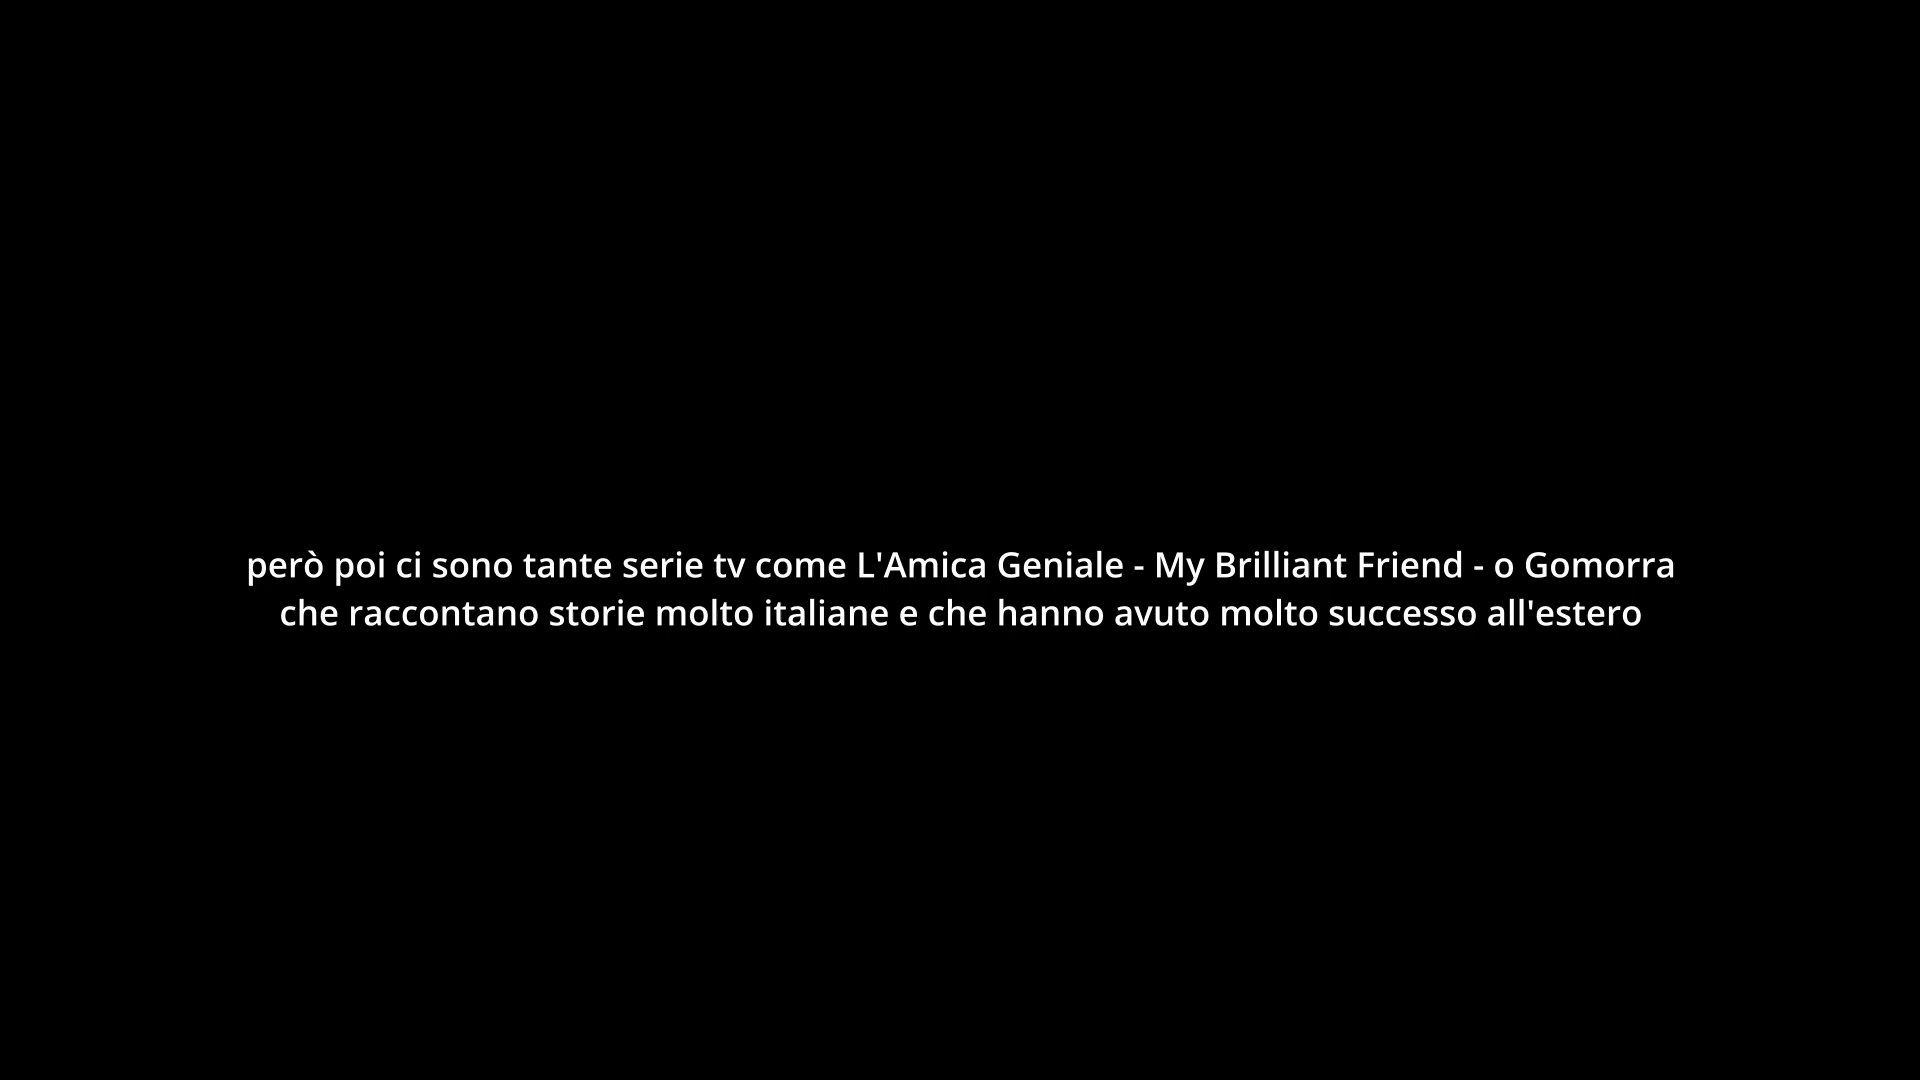 però poi ci sono tante serie tv come L'Amica Geniale - My Brilliant Friend - o Gomorra
che raccontano storie molto italiane e che hanno avuto molto successo all'estero